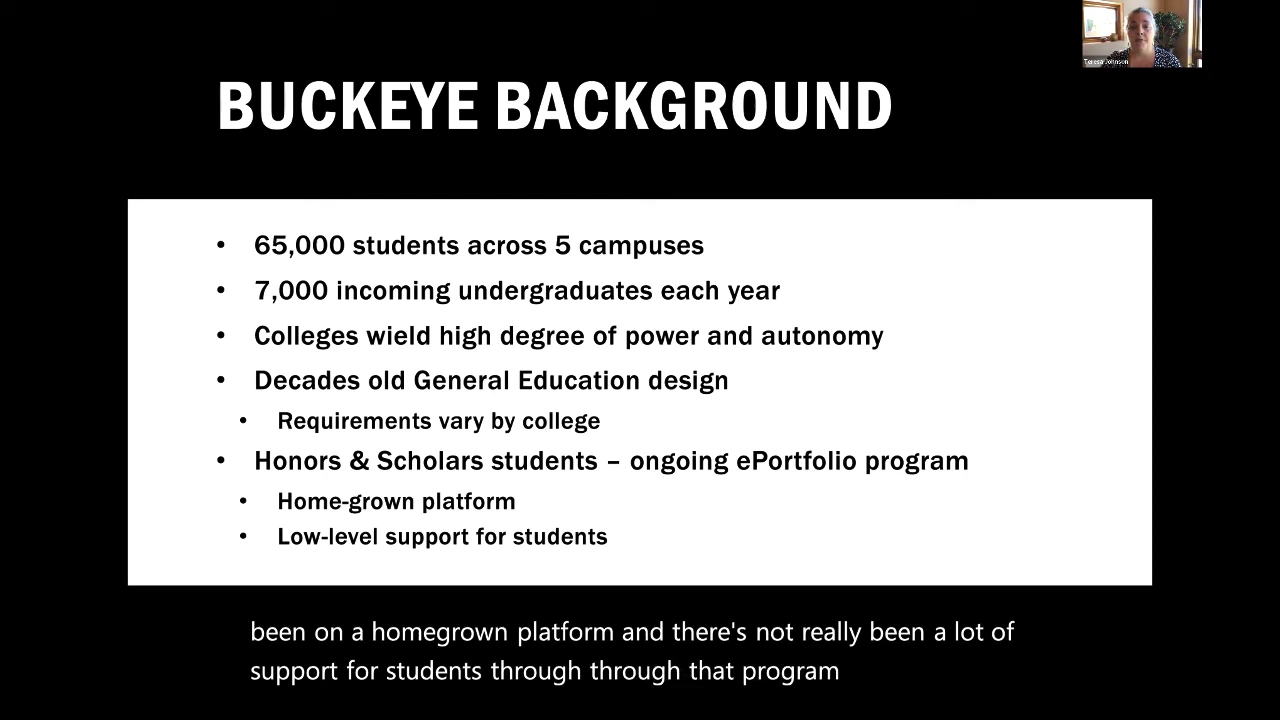 Teresa Johnson
BUCKEYE BACKGROUND
• 65,000 students across 5 campuses
• 7,000 incoming undergraduates each year
• Colleges wield high degree of power and autonomy
• Decades old General Education design
• Requirements vary by college
• Honors & Scholars students – ongoing ePortfolio program
• Home-grown platform
• Low-level support for students
been on a homegrown platform and there's not really been a lot of
support for students through through that program